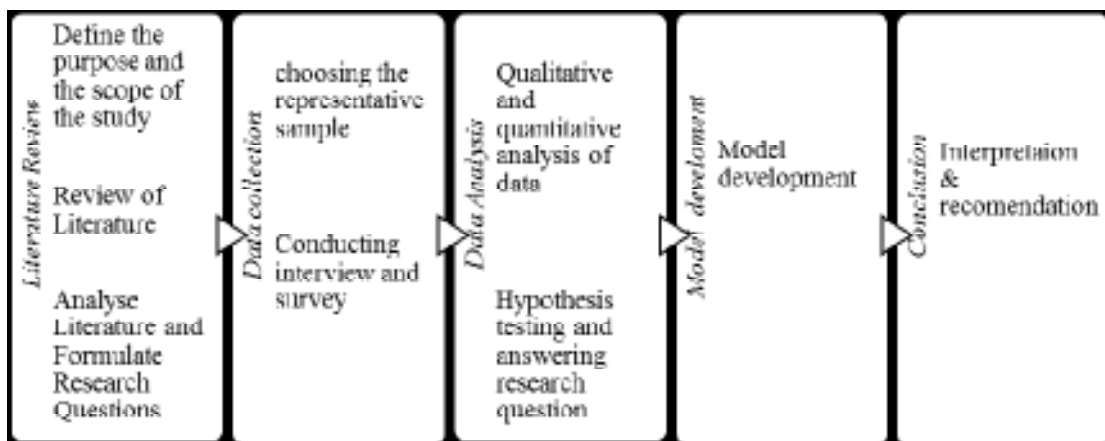 Literature Review
Define the
purpose and
the scope of
the study
Review of
Literature
Analyse
Literature and
Formulate
Research
Questions
Data collection
choosing the
representative
sample
Conducting
interview and
survey
Data Analysis
Qualitative
and
quantitative
analysis of
data
Hypothesis
testing and
answering
research
question
Model develoment
Model
development
Conclusion
Interpretaion
&
recomendation